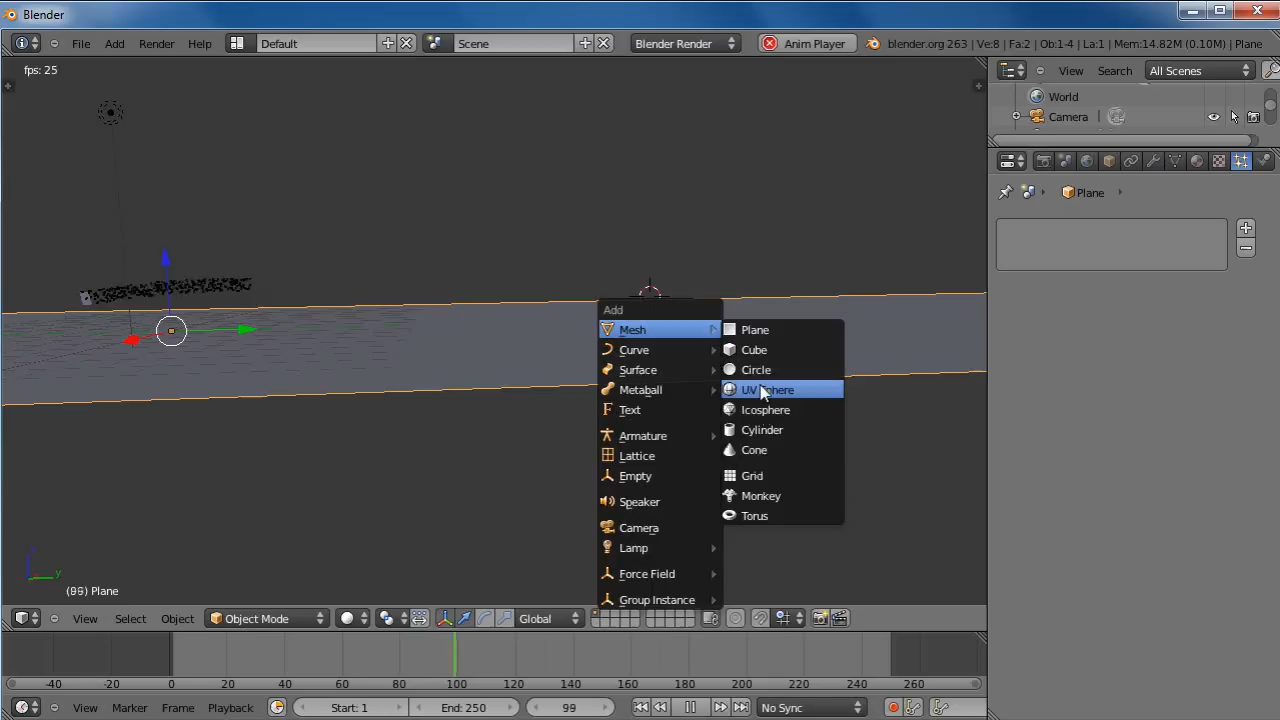 Blender
File Add Render Help Default Scene Blender Render Anim Player blender.org 263 | Ve:8 | Fa:2 | Ob:1-4 | La:1 | Mem:14.82M (0.10M) | Plane
fps: 25
View Search All Scenes
World
Camera
Plane
Add
Mesh
Curve
Surface
Metaball
Text
Armature
Lattice
Empty
Speaker
Camera
Lamp
Force Field
Group Instance
Plane
Cube
Circle
UV Sphere
Icosphere
Cylinder
Cone
Grid
Monkey
Torus
z
y
(99) Plane
View Select Object Object Mode Global
-40 -20 0 20 40 60 80 100 120 140 160 180 200 220 240 260
View Marker Frame Playback Start: 1 End: 250 99 No Sync